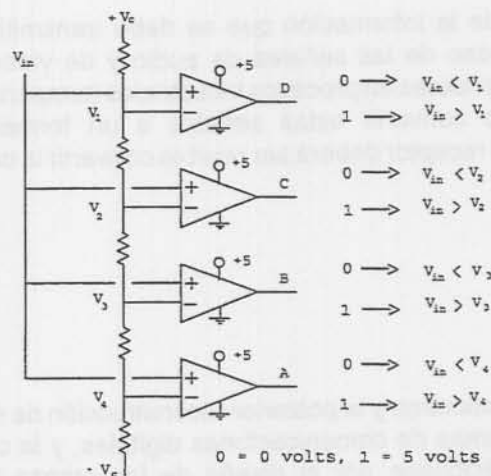 + Vc
Vin
+5
D
0 → Vin < V1
V1
1 → Vin > V1
+5
C
0 → Vin < V2
V2
1 → Vin > V2
+5
B
0 → Vin < V3
V3
1 → Vin > V3
+5
A
0 → Vin < V4
V4
1 → Vin > V4
0 = 0 volts, 1 = 5 volts